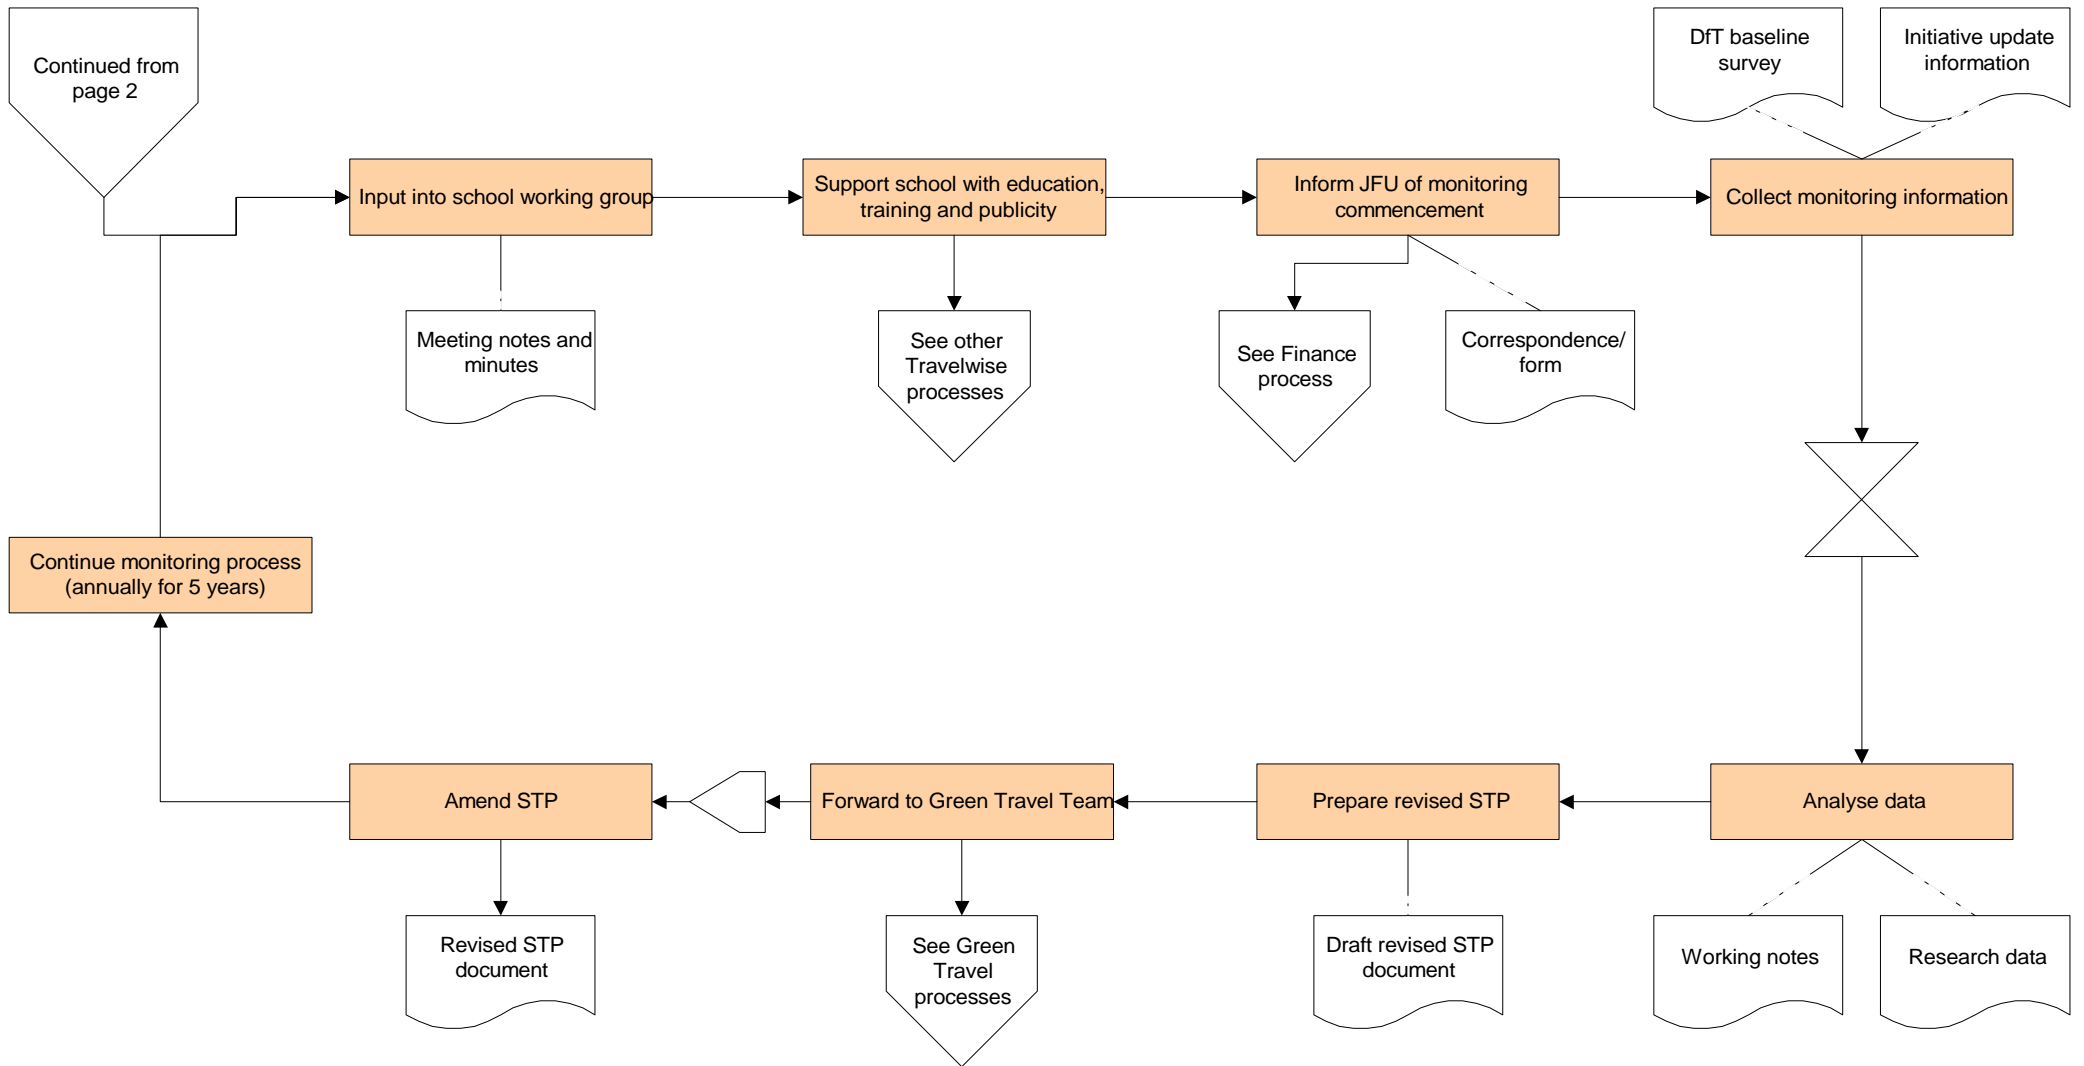 Continued from
page 2
DfT baseline
survey
Initiative update
information
Input into school working group
Support school with education,
training and publicity
Inform JFU of monitoring
commencement
Collect monitoring information
Meeting notes and
minutes
See other
Travelwise
processes
See Finance
process
Correspondence/
form
Continue monitoring process
(annually for 5 years)
Amend STP
Forward to Green Travel Team
Prepare revised STP
Analyse data
Revised STP
document
See Green
Travel
processes
Draft revised STP
document
Working notes
Research data